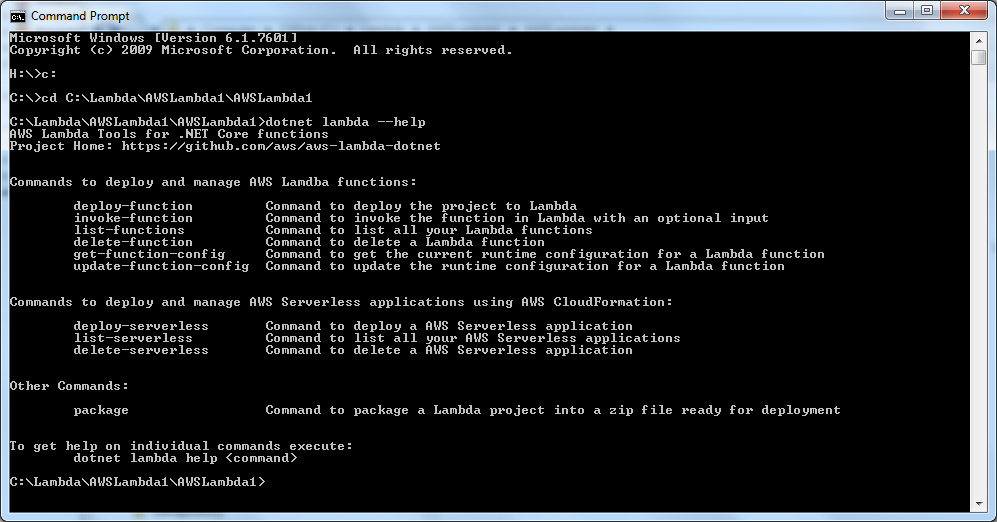 Command Prompt
Microsoft Windows [Version 6.1.7601]
Copyright (c) 2009 Microsoft Corporation.  All rights reserved.
H:\>c:
C:\>cd C:\Lambda\AWSLambda1\AWSLambda1
C:\Lambda\AWSLambda1\AWSLambda1>dotnet lambda --help
AWS Lambda Tools for .NET Core functions
Project Home: https://github.com/aws/aws-lambda-dotnet
Commands to deploy and manage AWS Lamdba functions:
deploy-function         Command to deploy the project to Lambda
invoke-function         Command to invoke the function in Lambda with an optional input
list-functions          Command to list all your Lambda functions
delete-function         Command to delete a Lambda function
get-function-config     Command to get the current runtime configuration for a Lambda function
update-function-config  Command to update the runtime configuration for a Lambda function
Commands to deploy and manage AWS Serverless applications using AWS CloudFormation:
deploy-serverless       Command to deploy a AWS Serverless application
list-serverless         Command to list all your AWS Serverless applications
delete-serverless       Command to delete a AWS Serverless application
Other Commands:
package                 Command to package a Lambda project into a zip file ready for deployment
To get help on individual commands execute:
dotnet lambda help <command>
C:\Lambda\AWSLambda1\AWSLambda1>